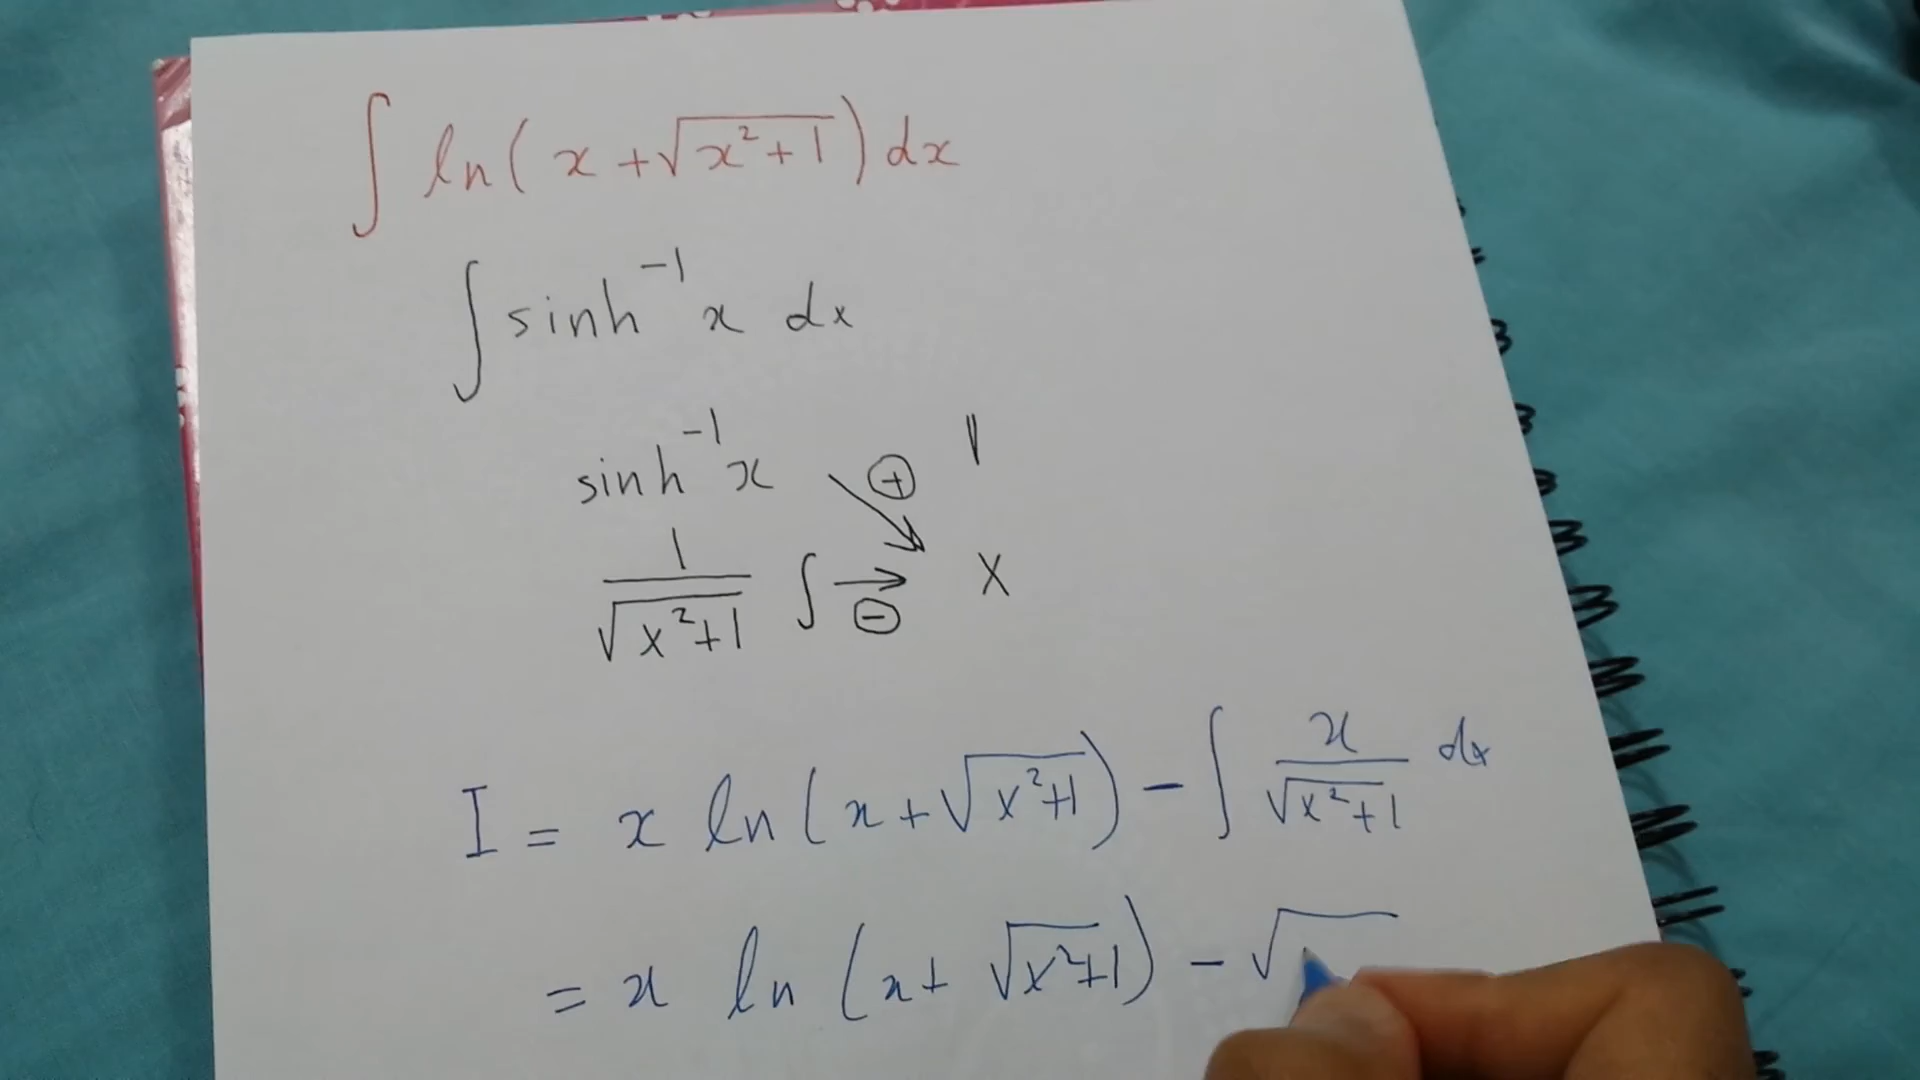 ∫ ln(x + √(x²+1)) dx
∫ sinh⁻¹ x dx
sinh⁻¹ x ⊕ 1
1/√(x²+1) ∫ ⊖ x
I = x ln(x + √(x²+1)) − ∫ x/√(x²+1) dx
= x ln(x + √(x²+1)) − √